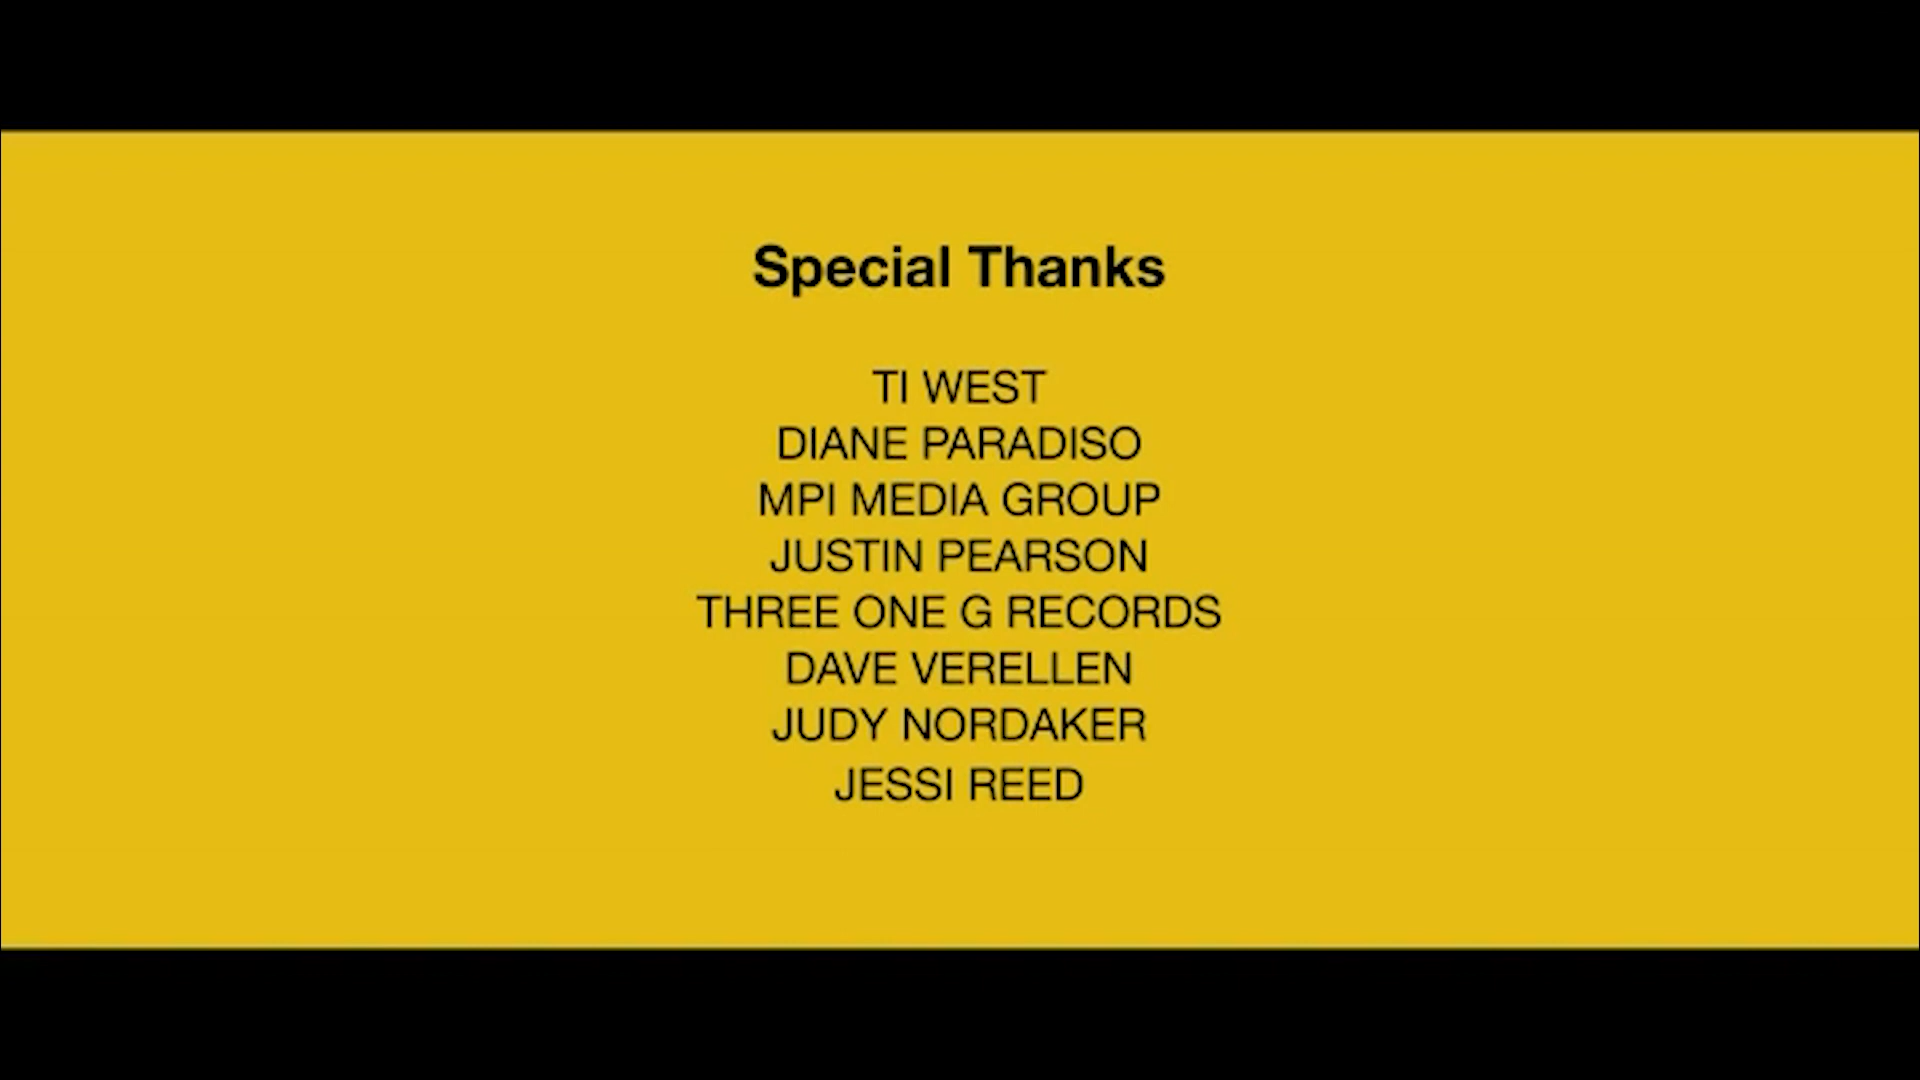 Special Thanks
TI WEST
DIANE PARADISO
MPI MEDIA GROUP
JUSTIN PEARSON
THREE ONE G RECORDS
DAVE VERELLEN
JUDY NORDAKER
JESSI REED